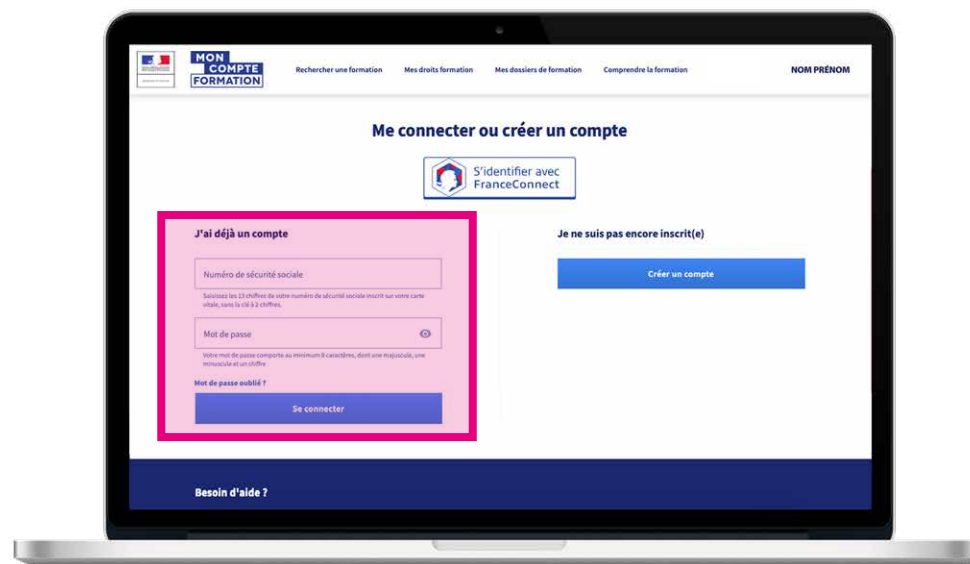 MON
COMPTE
FORMATION
Rechercher une formation
Mes droits formation
Mes dossiers de formation
Comprendre la formation
NOM PRÉNOM
Me connecter ou créer un compte
S'identifier avec
FranceConnect
J'ai déjà un compte
Numéro de sécurité sociale
Saisissez les 13 chiffres de votre numéro de sécurité sociale inscrit sur votre carte
vitale, sans la clé à 2 chiffres.
Mot de passe
Votre mot de passe comporte au minimum 8 caractères, dont une majuscule, une
minuscule et un chiffre
Mot de passe oublié ?
Se connecter
Je ne suis pas encore inscrit(e)
Créer un compte
Besoin d'aide ?